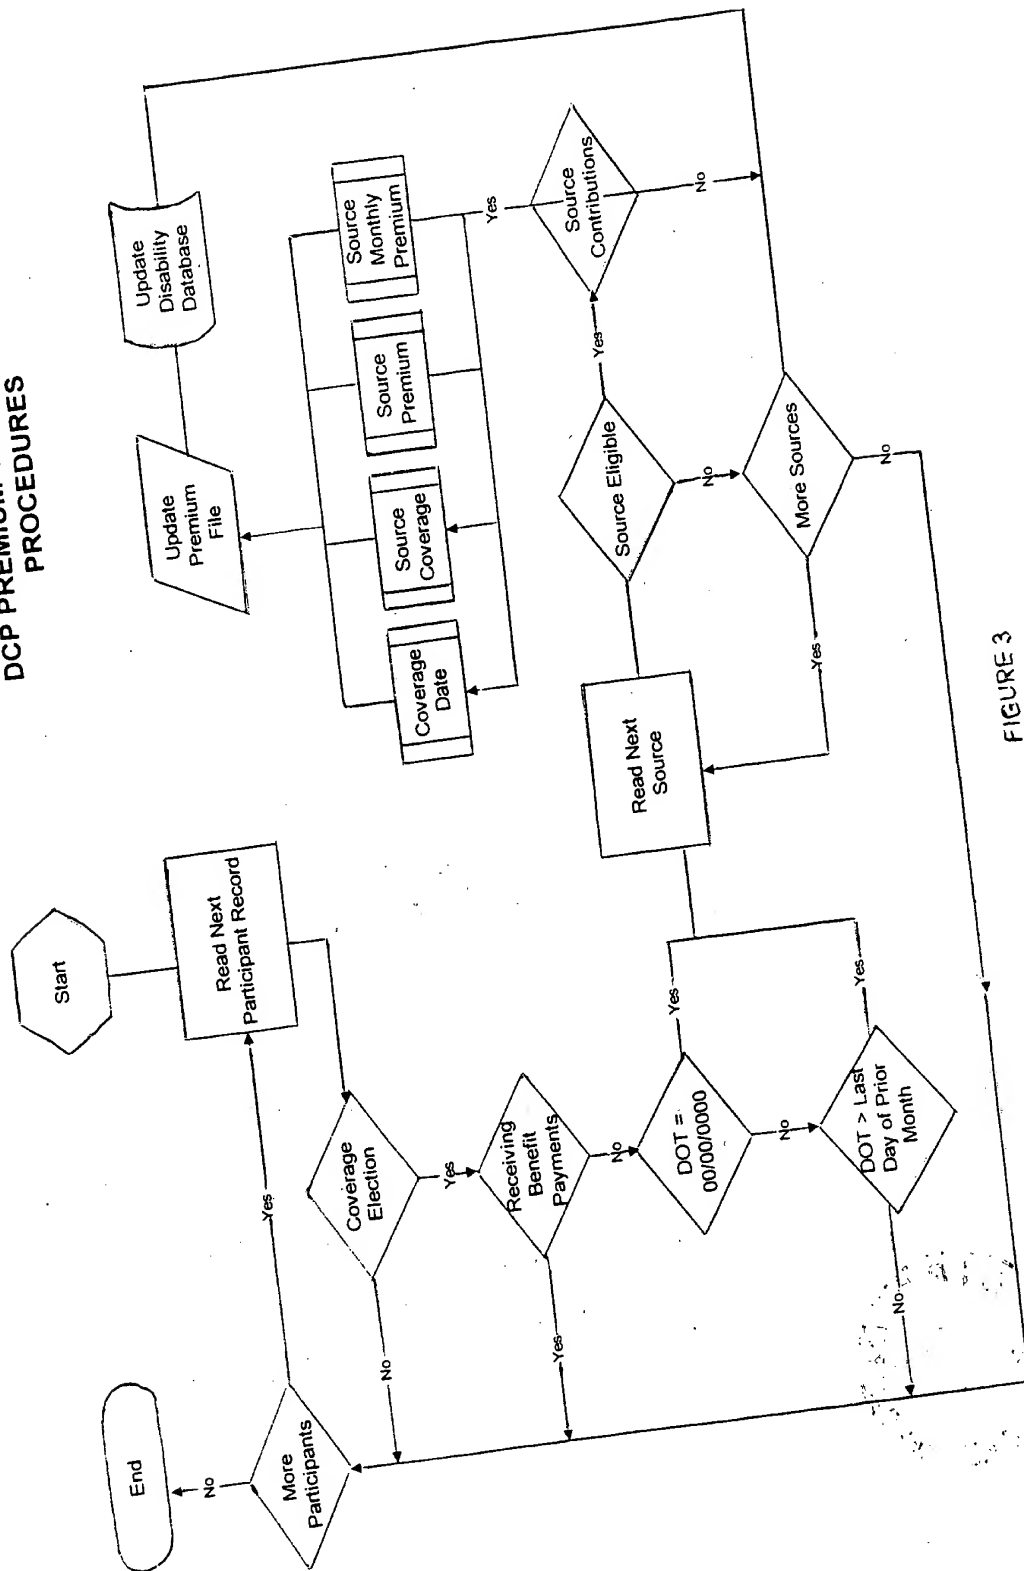 DCP PREMIUM
PROCEDURES
Start
Read Next
Participant Record
Coverage
Election
Yes
No
Receiving
Benefit
Payments
No
Yes
DOT =
00/00/0000
Yes
No
DOT > Last
Day of Prior
Month
Yes
No
More
Participants
Yes
No
End
Read Next
Source
Source Eligible
Yes
No
Source
Contributions
Yes
No
More Sources
Yes
No
Coverage
Date
Source
Coverage
Source
Premium
Source
Monthly
Premium
Update
Premium
File
Update
Disability
Database
FIGURE 3